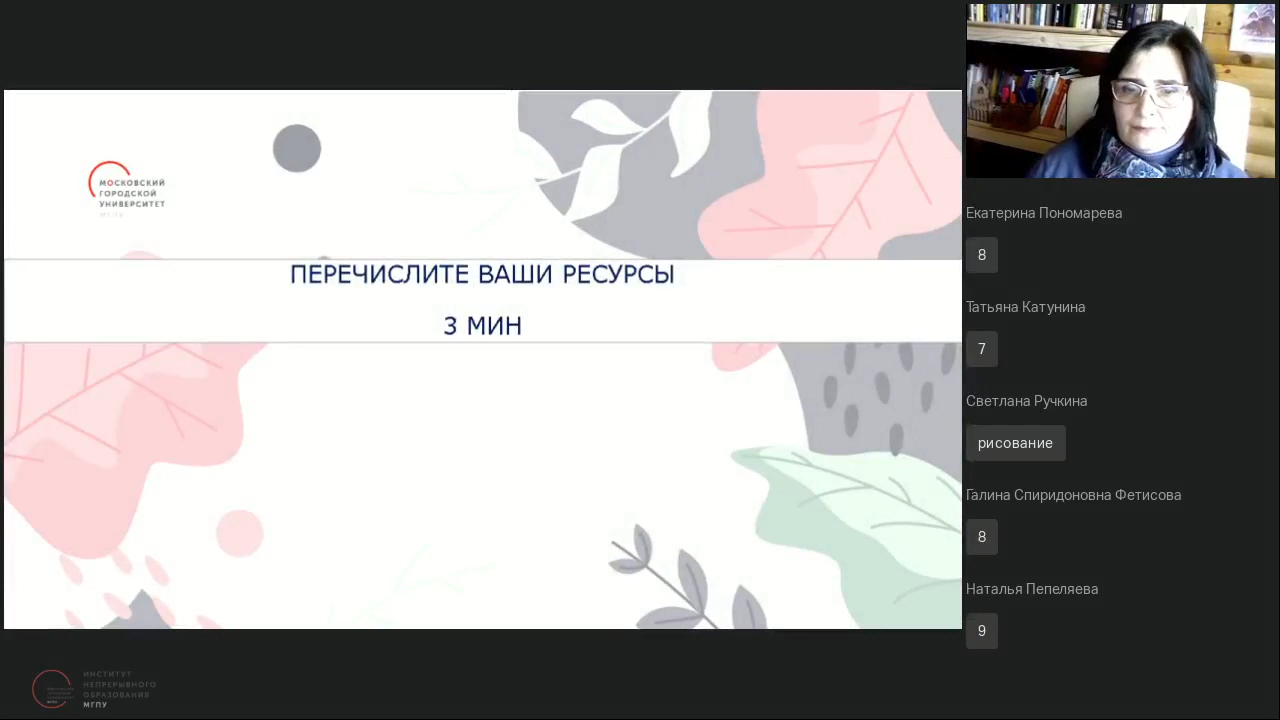 МОСКОВСКИЙ
ГОРОДСКОЙ
УНИВЕРСИТЕТ
МГПУ
ПЕРЕЧИСЛИТЕ ВАШИ РЕСУРСЫ
3 МИН
Екатерина Пономарева
8
Татьяна Катунина
7
Светлана Ручкина
рисование
Галина Спиридоновна Фетисова
8
Наталья Пепеляева
9
ИНСТИТУТ
НЕПРЕРЫВНОГО
ОБРАЗОВАНИЯ
МГПУ